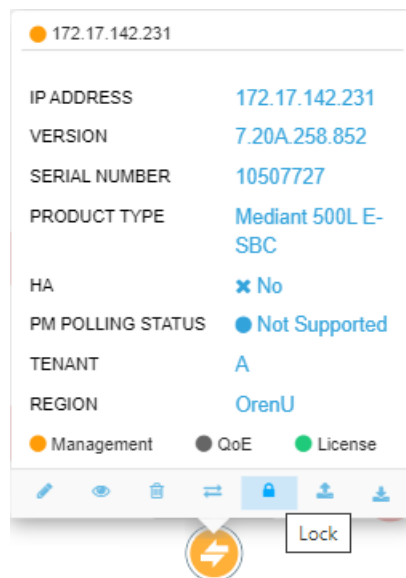 172.17.142.231
IP ADDRESS 172.17.142.231
VERSION 7.20A.258.852
SERIAL NUMBER 10507727
PRODUCT TYPE Mediant 500L E-
SBC
HA No
PM POLLING STATUS Not Supported
TENANT A
REGION OrenU
Management QoE License
Lock